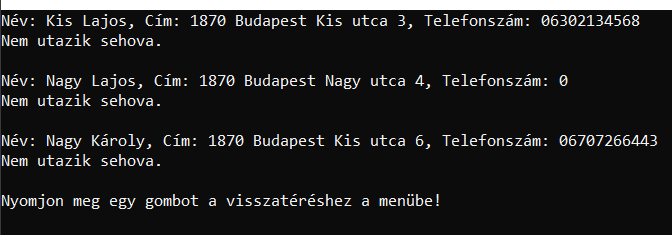 Név: Kis Lajos, Cím: 1870 Budapest Kis utca 3, Telefonszám: 06302134568
Nem utazik sehova.
Név: Nagy Lajos, Cím: 1870 Budapest Nagy utca 4, Telefonszám: 0
Nem utazik sehova.
Név: Nagy Károly, Cím: 1870 Budapest Kis utca 6, Telefonszám: 06707266443
Nem utazik sehova.
Nyomjon meg egy gombot a visszatéréshez a menübe!